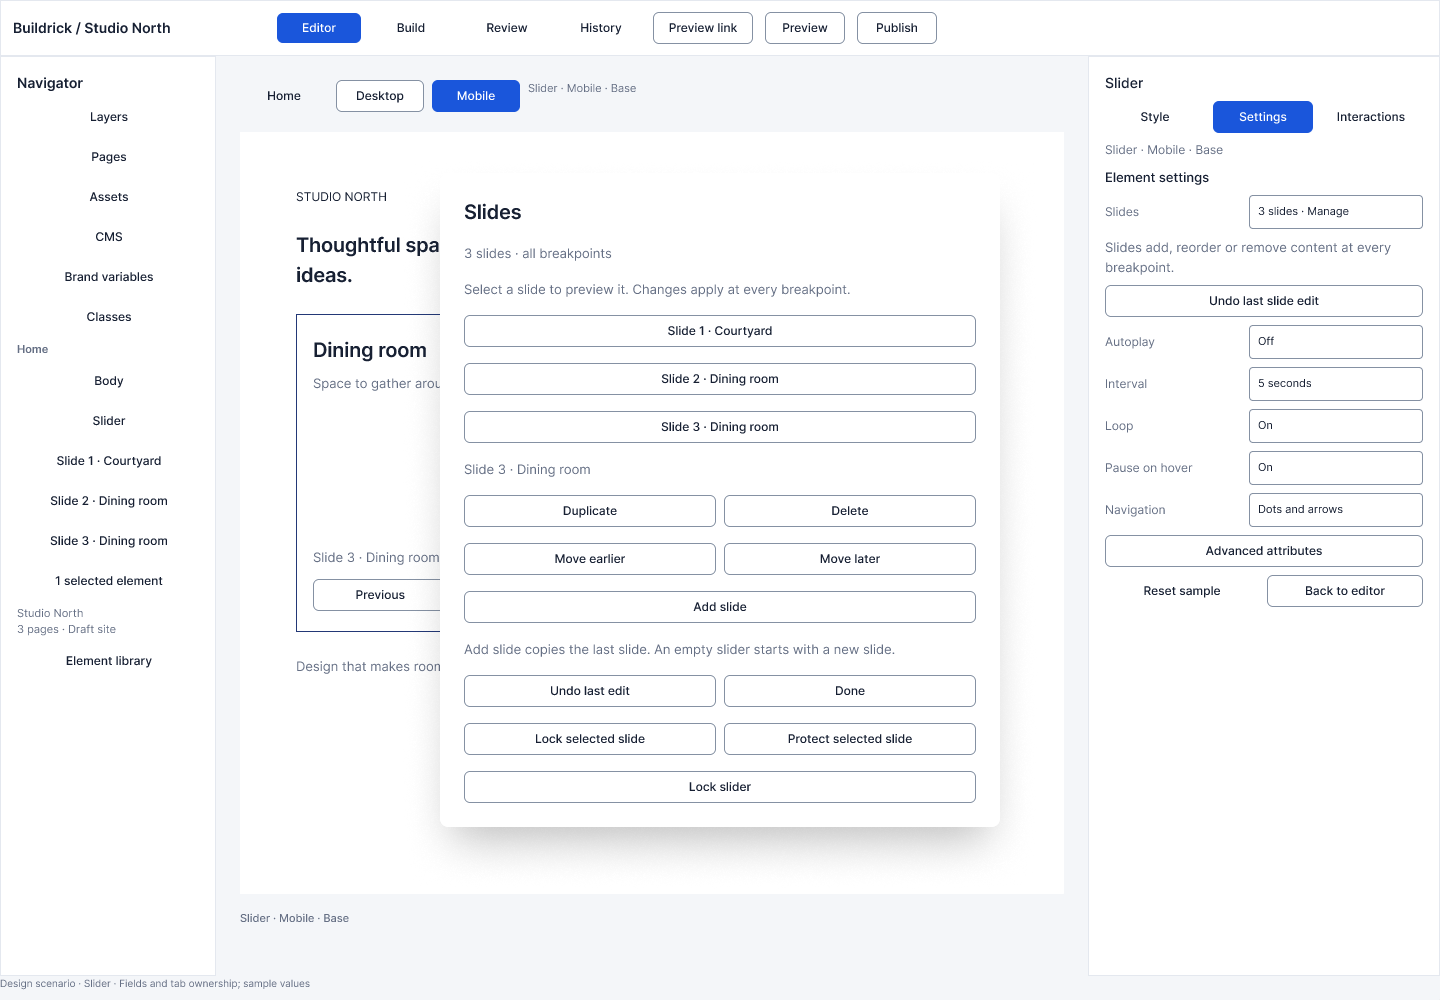 Buildrick / Studio North
Editor
Build
Review
History
Preview link
Preview
Publish
Navigator
Layers
Pages
Assets
CMS
Brand variables
Classes
Home
Body
Slider
Slide 1 · Courtyard
Slide 2 · Dining room
Slide 3 · Dining room
1 selected element
Studio North
3 pages · Draft site
Element library
Home
Desktop
Mobile
Slider · Mobile · Base
STUDIO NORTH
Thoughtful spa
ideas.
Dining room
Space to gather arou
Slide 3 · Dining room
Previous
Design that makes room
Slides
3 slides · all breakpoints
Select a slide to preview it. Changes apply at every breakpoint.
Slide 1 · Courtyard
Slide 2 · Dining room
Slide 3 · Dining room
Slide 3 · Dining room
Duplicate
Delete
Move earlier
Move later
Add slide
Add slide copies the last slide. An empty slider starts with a new slide.
Undo last edit
Done
Lock selected slide
Protect selected slide
Lock slider
Slider · Mobile · Base
Slider
Style
Settings
Interactions
Slider · Mobile · Base
Element settings
Slides
3 slides · Manage
Slides add, reorder or remove content at every
breakpoint.
Undo last slide edit
Autoplay
Off
Interval
5 seconds
Loop
On
Pause on hover
On
Navigation
Dots and arrows
Advanced attributes
Reset sample
Back to editor
Design scenario · Slider · Fields and tab ownership; sample values